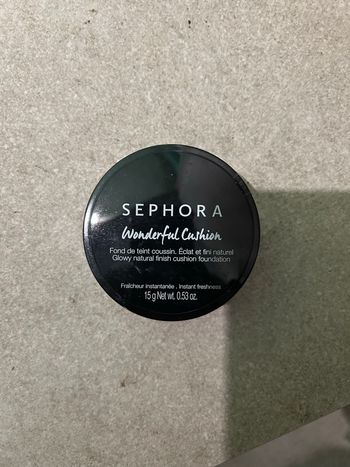 SEPHORA
Wonderful Cushion
Fond de teint coussin. Éclat et fini naturel
Glowy natural finish cushion foundation
Fraîcheur instantanée . Instant freshness
15 g Net wt. 0.53 oz.